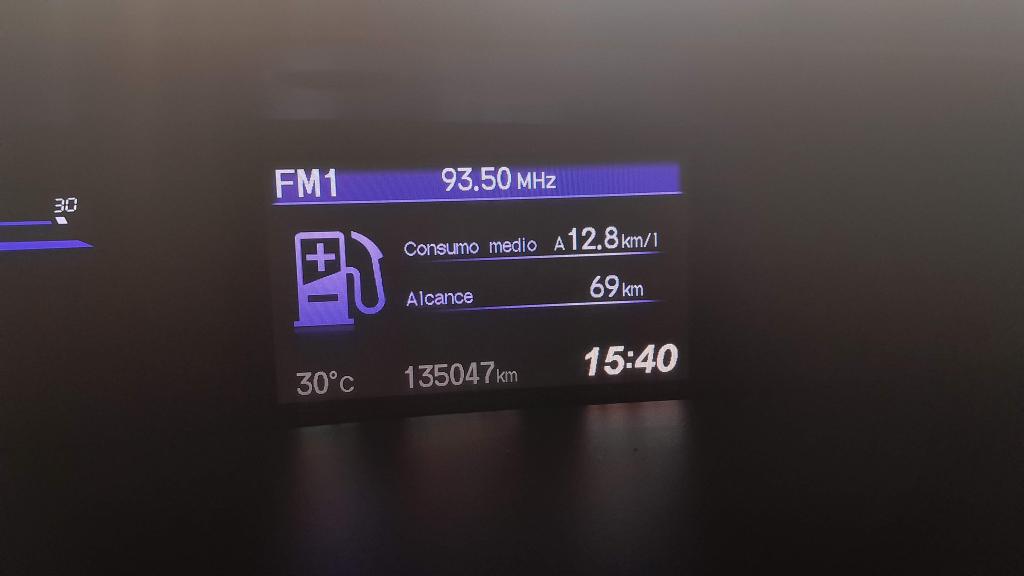 30
FM1 93.50 MHz
Consumo medio A 12.8 km/l
Alcance 69 km
30°C 135047 km 15:40